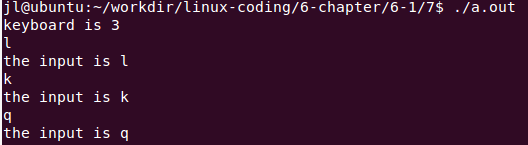 jl@ubuntu:~/workdir/linux-coding/6-chapter/6-1/7$ ./a.out
keyboard is 3
l
the input is l
k
the input is k
q
the input is q